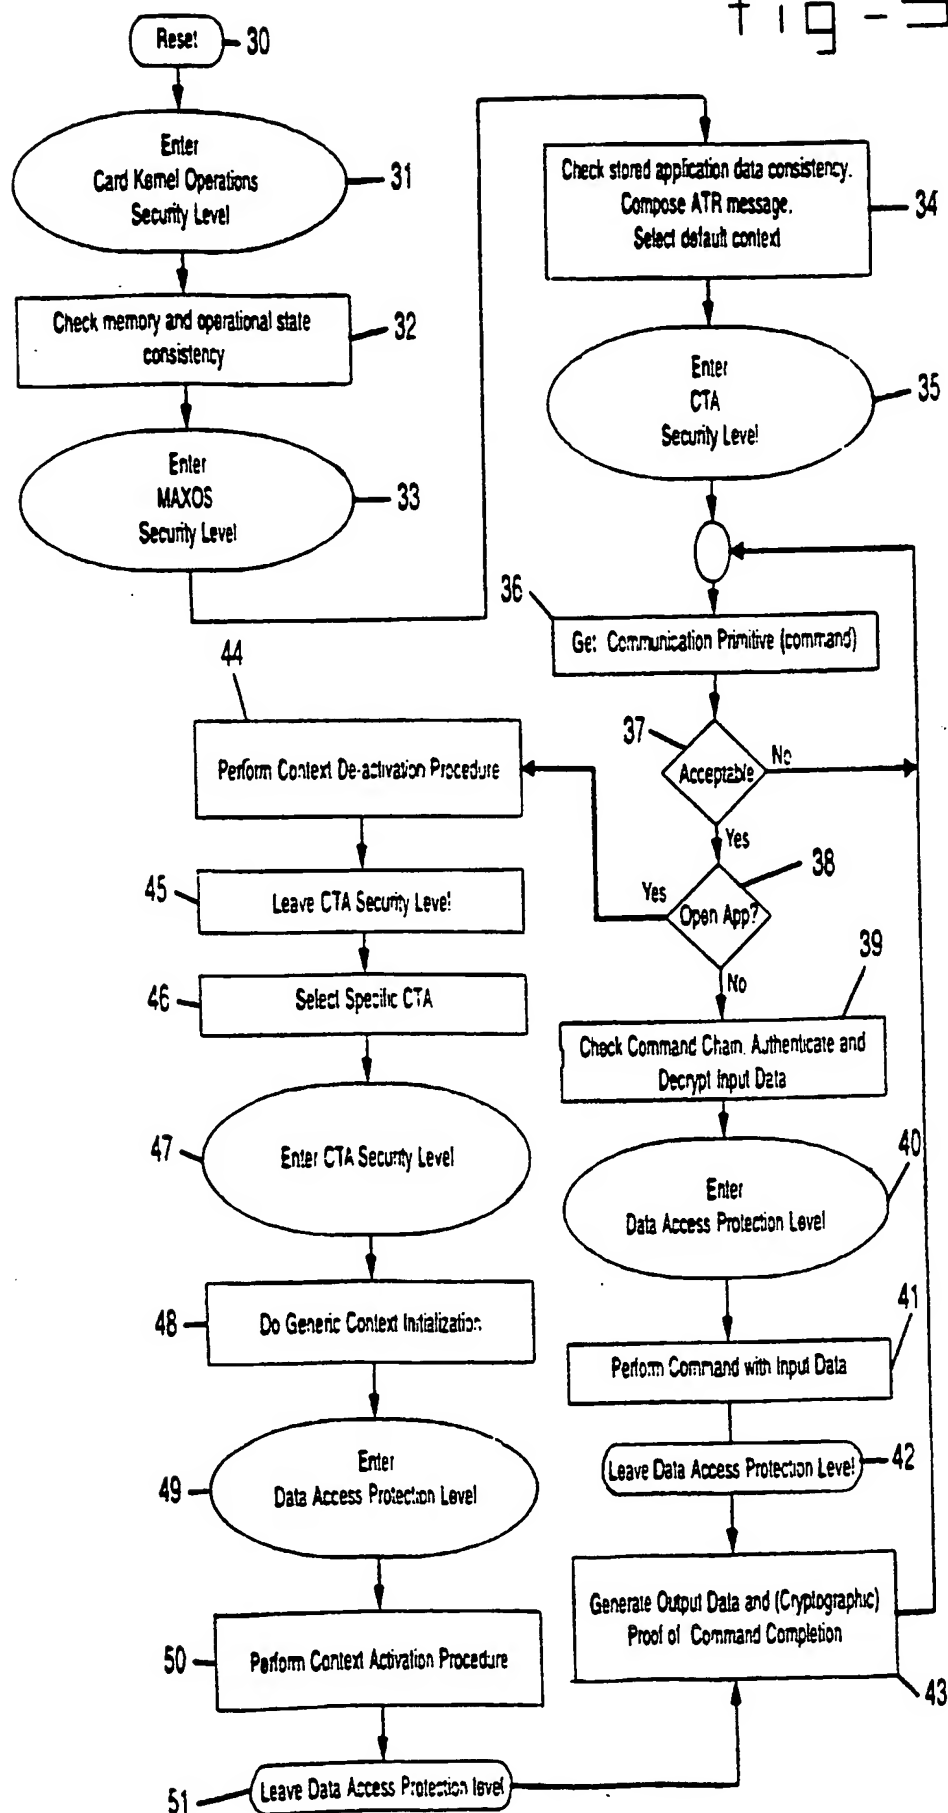 fig -
Reset
30
Enter
Card Kernel Operations
Security Level
31
Check memory and operational state
consistency
32
Enter
MAXOS
Security Level
33
Check stored application data consistency.
Compose ATR message.
Select default context
34
Enter
CTA
Security Level
35
36
Get Communication Primitive (command)
37
Acceptable
No
Yes
38
Open App?
Yes
No
39
Check Command Chain. Authenticate and
Decrypt Input Data
40
Enter
Data Access Protection Level
41
Perform Command with Input Data
Leave Data Access Protection Level
42
Generate Output Data and (Cryptographic)
Proof of Command Completion
43
44
Perform Context De-activation Procedure
45
Leave CTA Security Level
46
Select Specific CTA
47
Enter CTA Security Level
48
Do Generic Context Initialization
49
Enter
Data Access Protection Level
50
Perform Context Activation Procedure
51
Leave Data Access Protection level